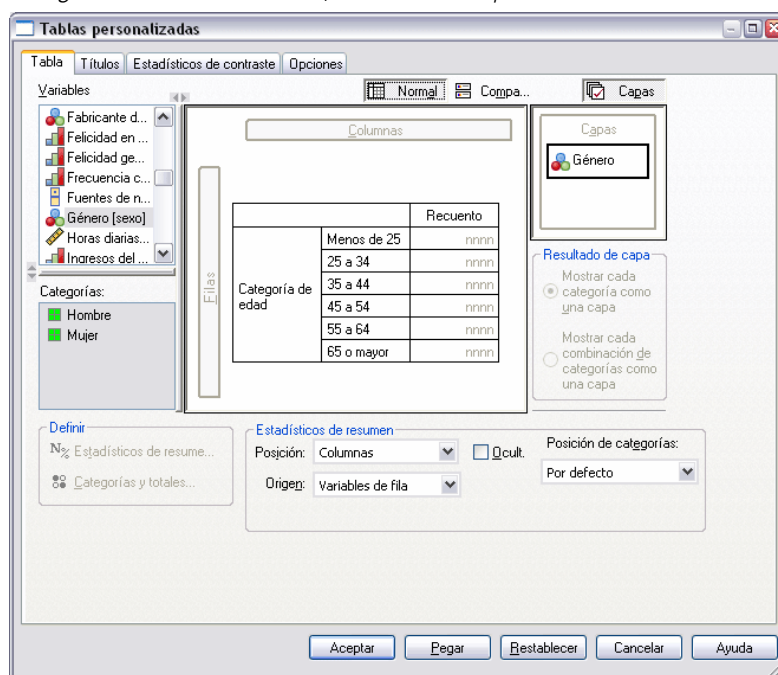 Tablas personalizadas
Tabla Títulos Estadísticos de contraste Opciones
Variables
Normal Compa... Capas
Fabricante d...
Felicidad en ...
Felicidad ge...
Frecuencia c...
Fuentes de n...
Género [sexo]
Horas diarias...
Ingresos del ...
Categorías:
Hombre
Mujer
Columnas
Filas
Recuento
Categoría de edad
Menos de 25 nnnn
25 a 34 nnnn
35 a 44 nnnn
45 a 54 nnnn
55 a 64 nnnn
65 o mayor nnnn
Capas
Género
Resultado de capa
Mostrar cada
categoría como
una capa
Mostrar cada
combinación de
categorías como
una capa
Definir
N% Estadísticos de resume...
Categorías y totales...
Estadísticos de resumen
Posición: Columnas Ocult.
Origen: Variables de fila
Posición de categorías:
Por defecto
Aceptar Pegar Restablecer Cancelar Ayuda